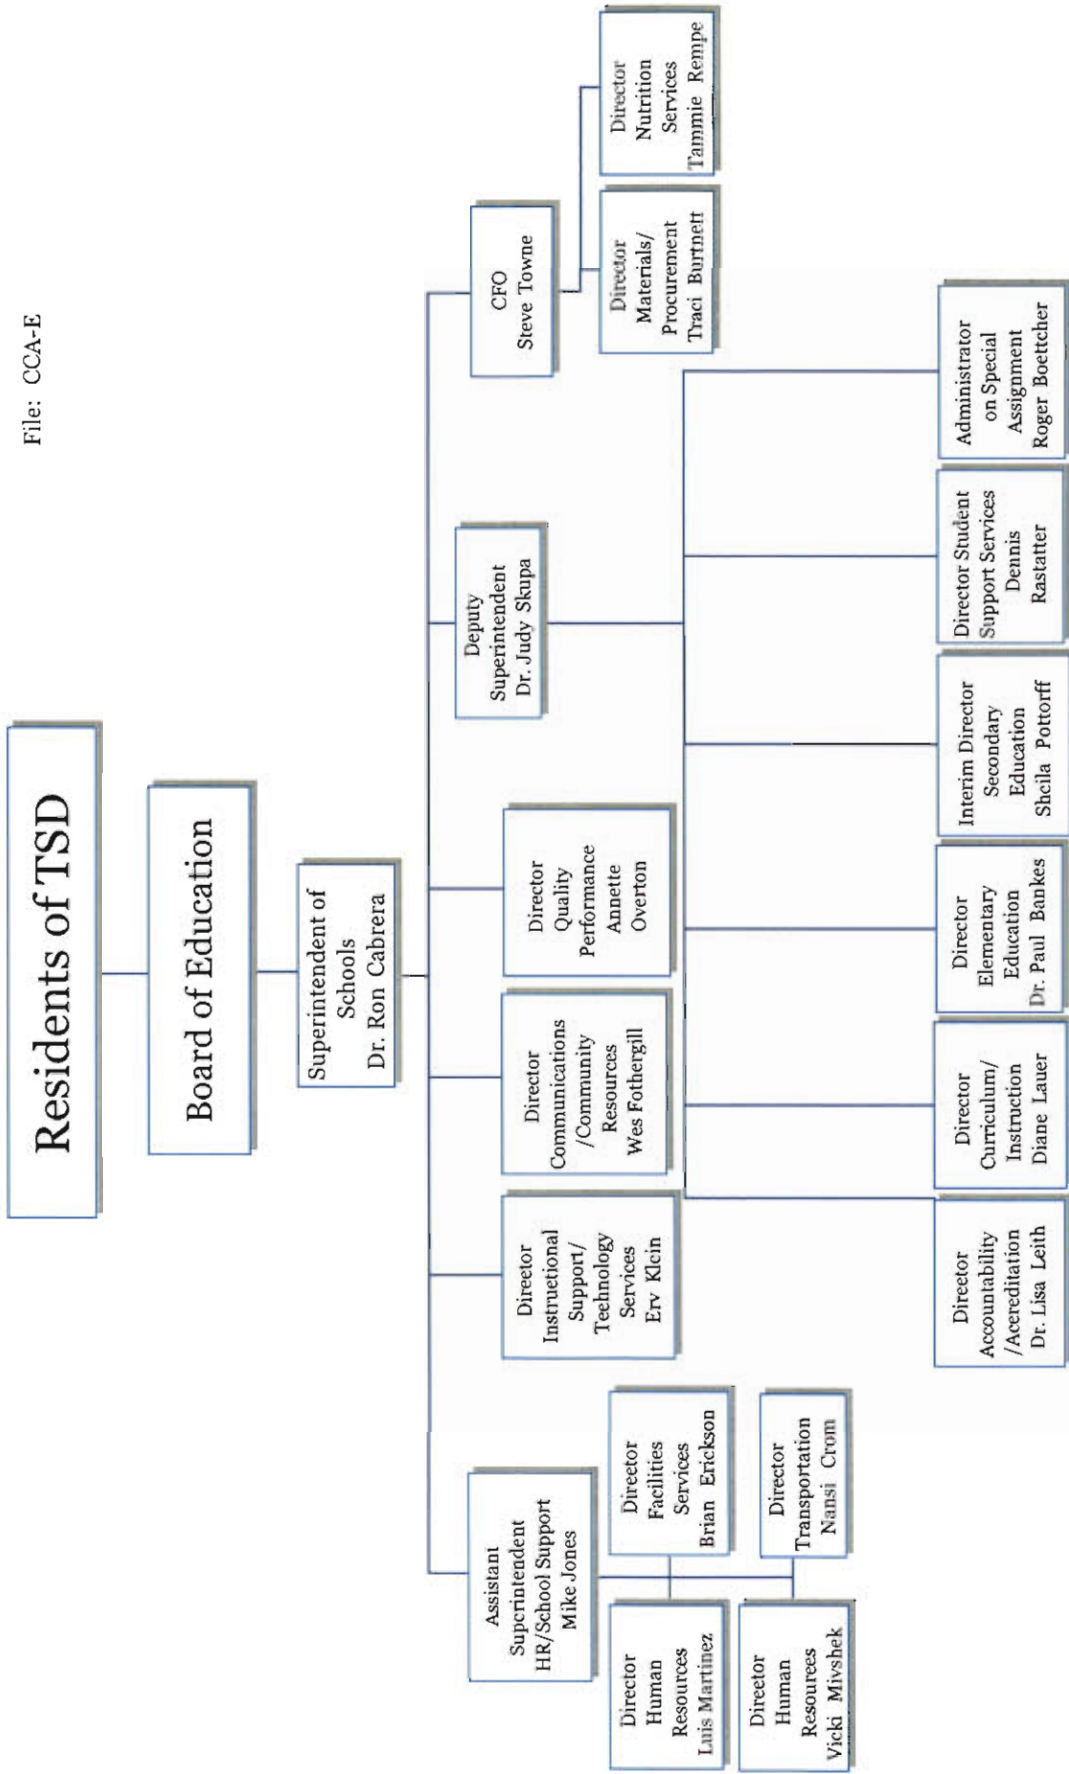 File: CCA-E
Residents of TSD
Board of Education
Superintendent of
Schools
Dr. Ron Cabrera
Assistant
Superintendent
HR/School Support
Mike Jones
Director
Human
Resources
Luis Martinez
Director
Facilities
Services
Brian Erickson
Director
Human
Resources
Vicki Mivshek
Director
Transportation
Nansi Crom
Director
Instructional
Support/
Technology
Services
Erv Klein
Director
Communications
/Community
Resources
Wes Fothergill
Director
Quality
Performance
Annette
Overton
Deputy
Superintendent
Dr. Judy Skupa
CFO
Steve Towne
Director
Materials/
Procurement
Traci Burtnett
Director
Nutrition
Services
Tammie Rempe
Director
Accountability
/Accreditation
Dr. Lisa Leith
Director
Curriculum/
Instruction
Diane Lauer
Director
Elementary
Education
Dr. Paul Bankes
Interim Director
Secondary
Education
Sheila Pottorff
Director Student
Support Services
Dennis
Rastatter
Administrator
on Special
Assignment
Roger Boettcher